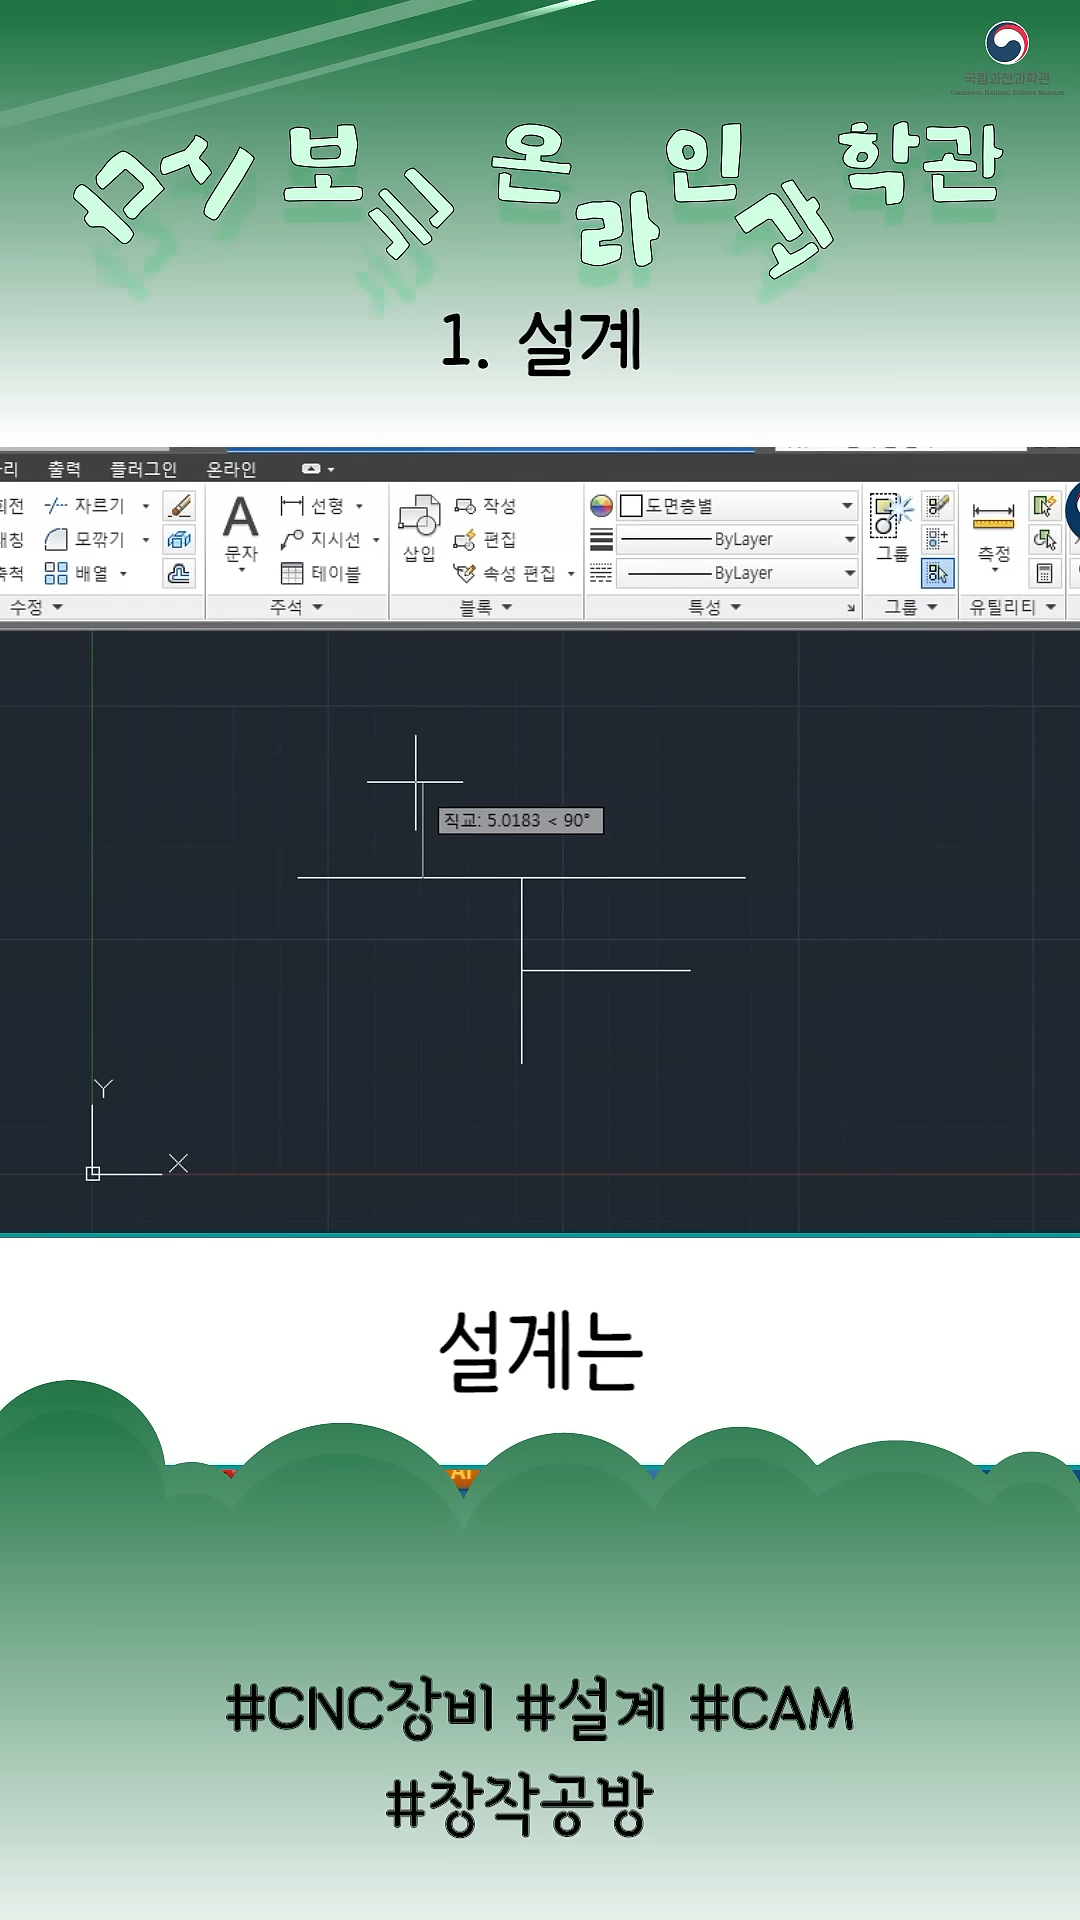 국립과천과학관
Gwacheon National Science Museum
다시 보는 온라인 과학관
1. 설계
출력 플러그인 온라인
자르기 선형 작성 도면층별
모깎기 문자 지시선 삽입 편집 ByLayer 그룹 측정
배열 테이블 속성 편집 ByLayer
수정 주석 블록 특성 그룹 유틸리티
직교: 5.0183 < 90°
Y
X
설계는
#CNC장비 #설계 #CAM
#창작공방